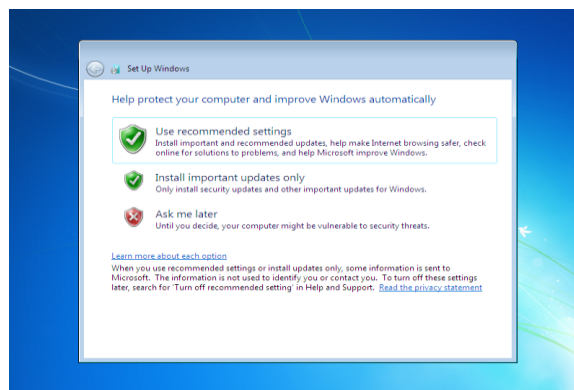 Set Up Windows
Help protect your computer and improve Windows automatically
Use recommended settings
Install important and recommended updates, help make Internet browsing safer, check
online for solutions to problems, and help Microsoft improve Windows.
Install important updates only
Only install security updates and other important updates for Windows.
Ask me later
Until you decide, your computer might be vulnerable to security threats.
Learn more about each option
When you use recommended settings or install updates only, some information is sent to
Microsoft. The information is not used to identify you or contact you. To turn off these settings
later, search for 'Turn off recommended setting' in Help and Support. Read the privacy statement